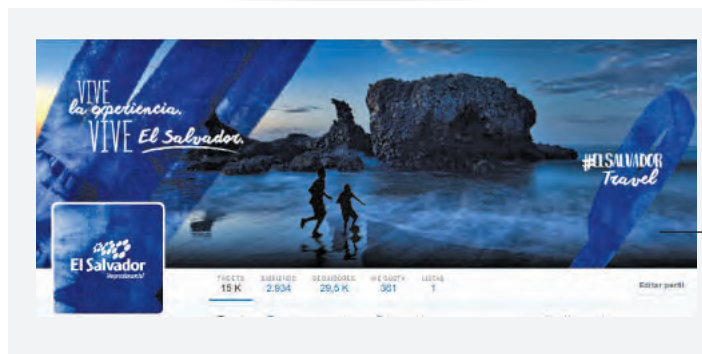 VIVE
la experiencia.
VIVE El Salvador.
#ELSALVADOR
Travel
El Salvador
TWEETS SIGUIENDO SEGUIDORES ME GUSTA LISTAS
15 K 2.934 29,5 K 361 1
Editar perfil